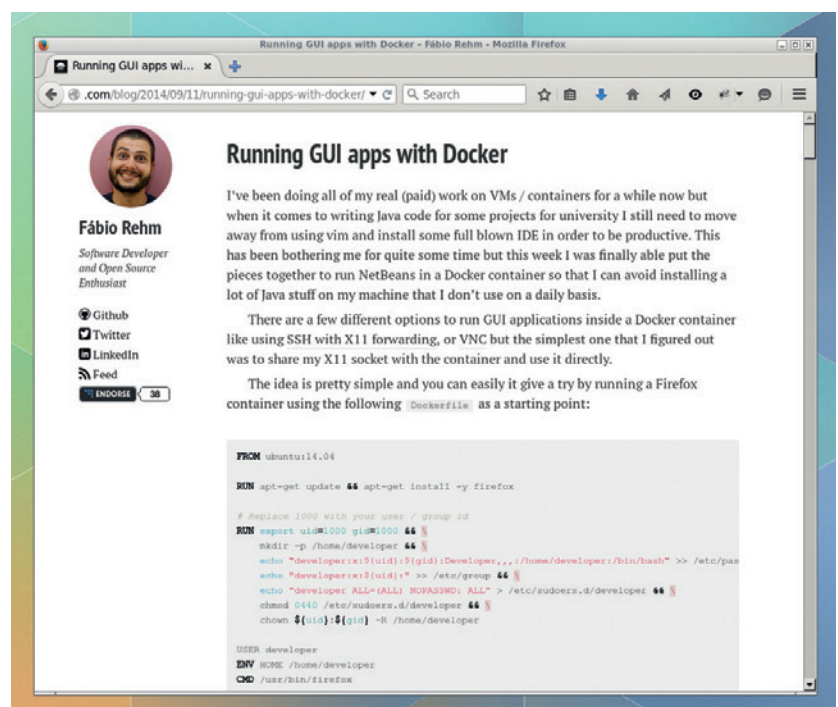 Running GUI apps with Docker - Fábio Rehm - Mozilla Firefox
Running GUI apps wi...
.com/blog/2014/09/11/running-gui-apps-with-docker/
Search
Fábio Rehm
Software Developer
and Open Source
Enthusiast
Github
Twitter
LinkedIn
Feed
ENDORSE 38
Running GUI apps with Docker
I've been doing all of my real (paid) work on VMs / containers for a while now but
when it comes to writing Java code for some projects for university I still need to move
away from using vim and install some full blown IDE in order to be productive. This
has been bothering me for quite some time but this week I was finally able put the
pieces together to run NetBeans in a Docker container so that I can avoid installing a
lot of Java stuff on my machine that I don't use on a daily basis.
There are a few different options to run GUI applications inside a Docker container
like using SSH with X11 forwarding, or VNC but the simplest one that I figured out
was to share my X11 socket with the container and use it directly.
The idea is pretty simple and you can easily it give a try by running a Firefox
container using the following Dockerfile as a starting point:
FROM ubuntu:14.04
RUN apt-get update && apt-get install -y firefox
# Replace 1000 with your user / group id
RUN export uid=1000 gid=1000 && \
mkdir -p /home/developer && \
echo "developer:x:${uid}:${gid}:Developer,,,:/home/developer:/bin/bash" >> /etc/pas
echo "developer:x:${uid}:" >> /etc/group && \
echo "developer ALL=(ALL) NOPASSWD: ALL" > /etc/sudoers.d/developer && \
chmod 0440 /etc/sudoers.d/developer && \
chown ${uid}:${gid} -R /home/developer
USER developer
ENV HOME /home/developer
CMD /usr/bin/firefox